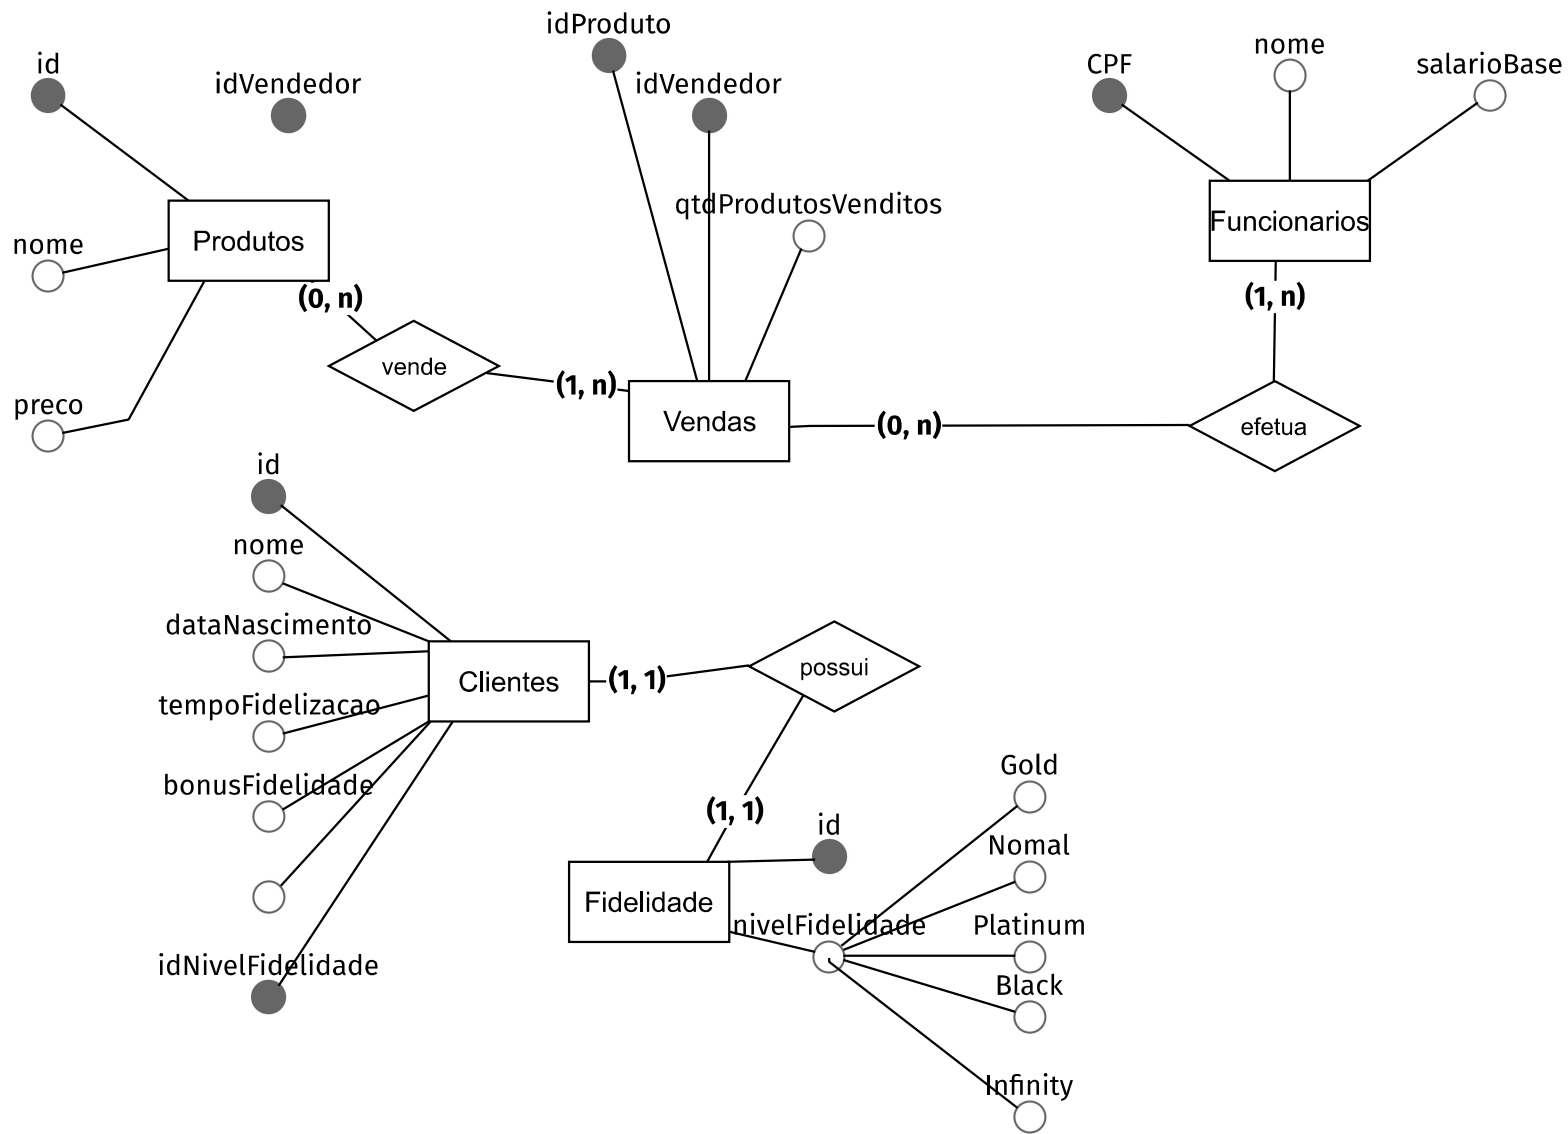 idProduto
id
idVendedor
idVendedor
CPF
nome
salarioBase
qtdProdutosVenditos
nome
Produtos
Funcionarios
(0, n)
(1, n)
vende
(1, n)
preco
Vendas
(0, n)
efetua
id
nome
dataNascimento
Clientes
(1, 1)
possui
tempoFidelizacao
bonusFidelidade
Gold
(1, 1)
id
Nomal
Fidelidade
nivelFidelidade
Platinum
idNivelFidelidade
Black
Infinity